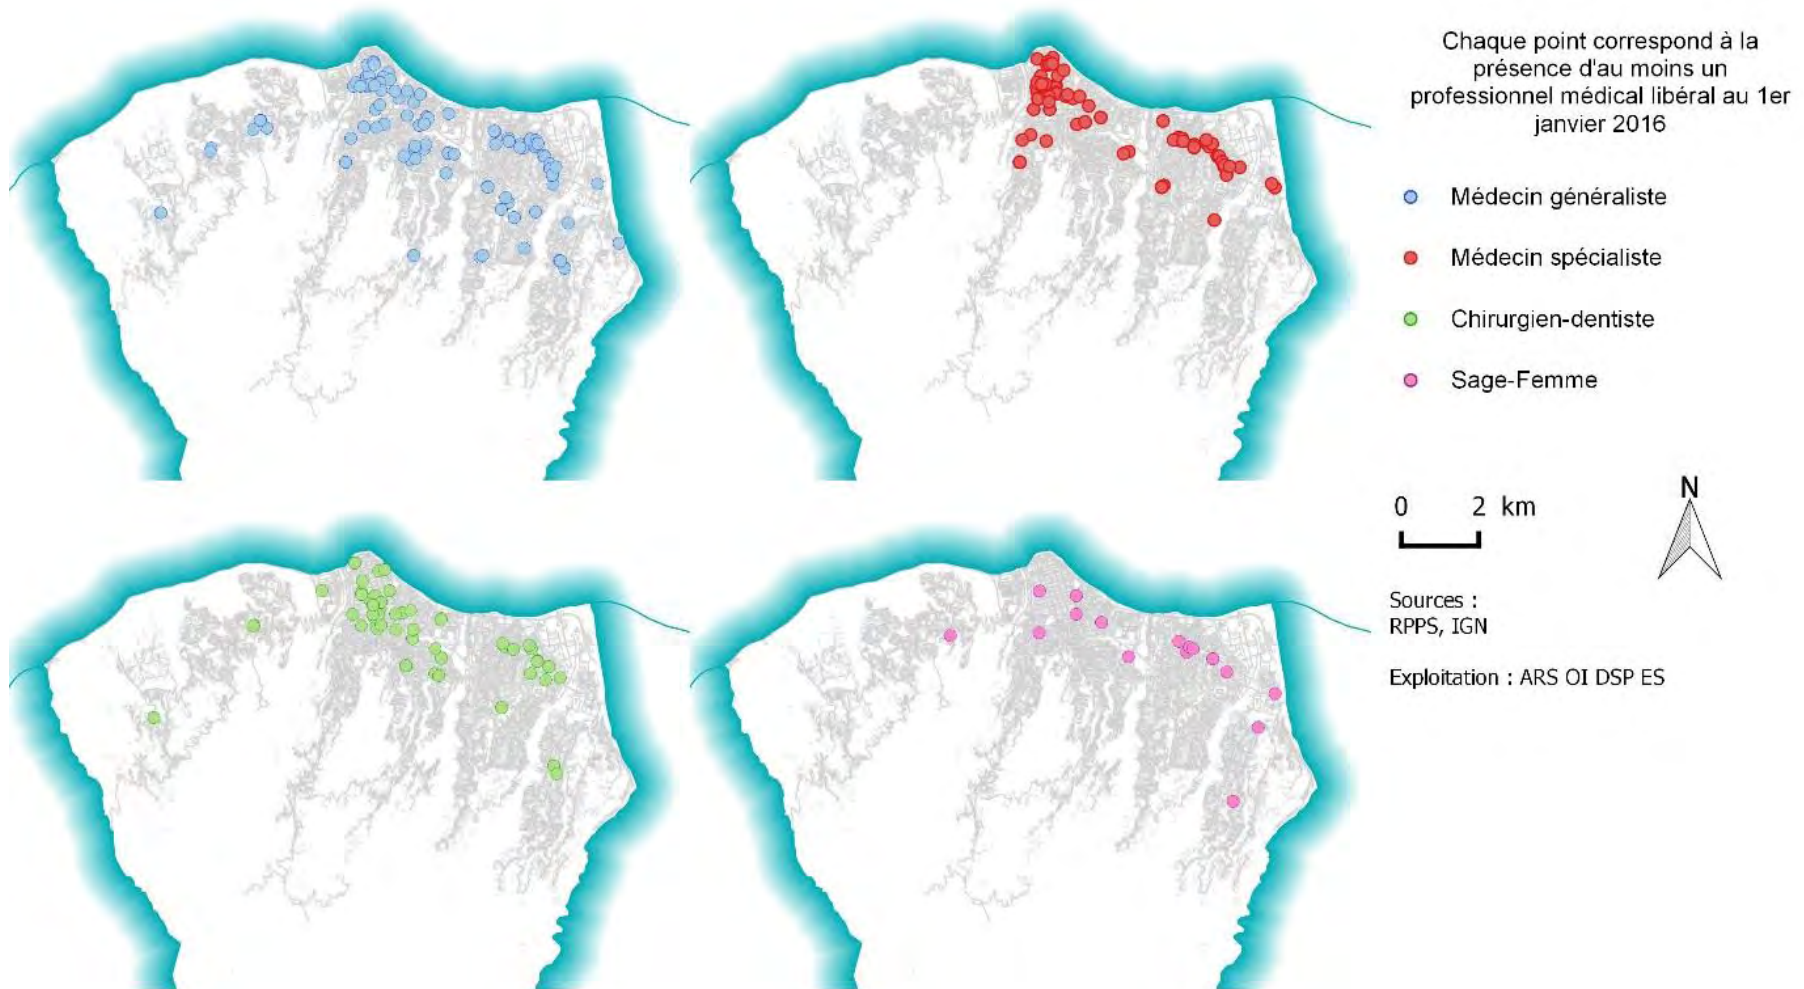 Chaque point correspond à la
présence d'au moins un
professionnel médical libéral au 1er
janvier 2016
Médecin généraliste
Médecin spécialiste
Chirurgien-dentiste
Sage-Femme
0 2 km
N
Sources :
RPPS, IGN
Exploitation : ARS OI DSP ES